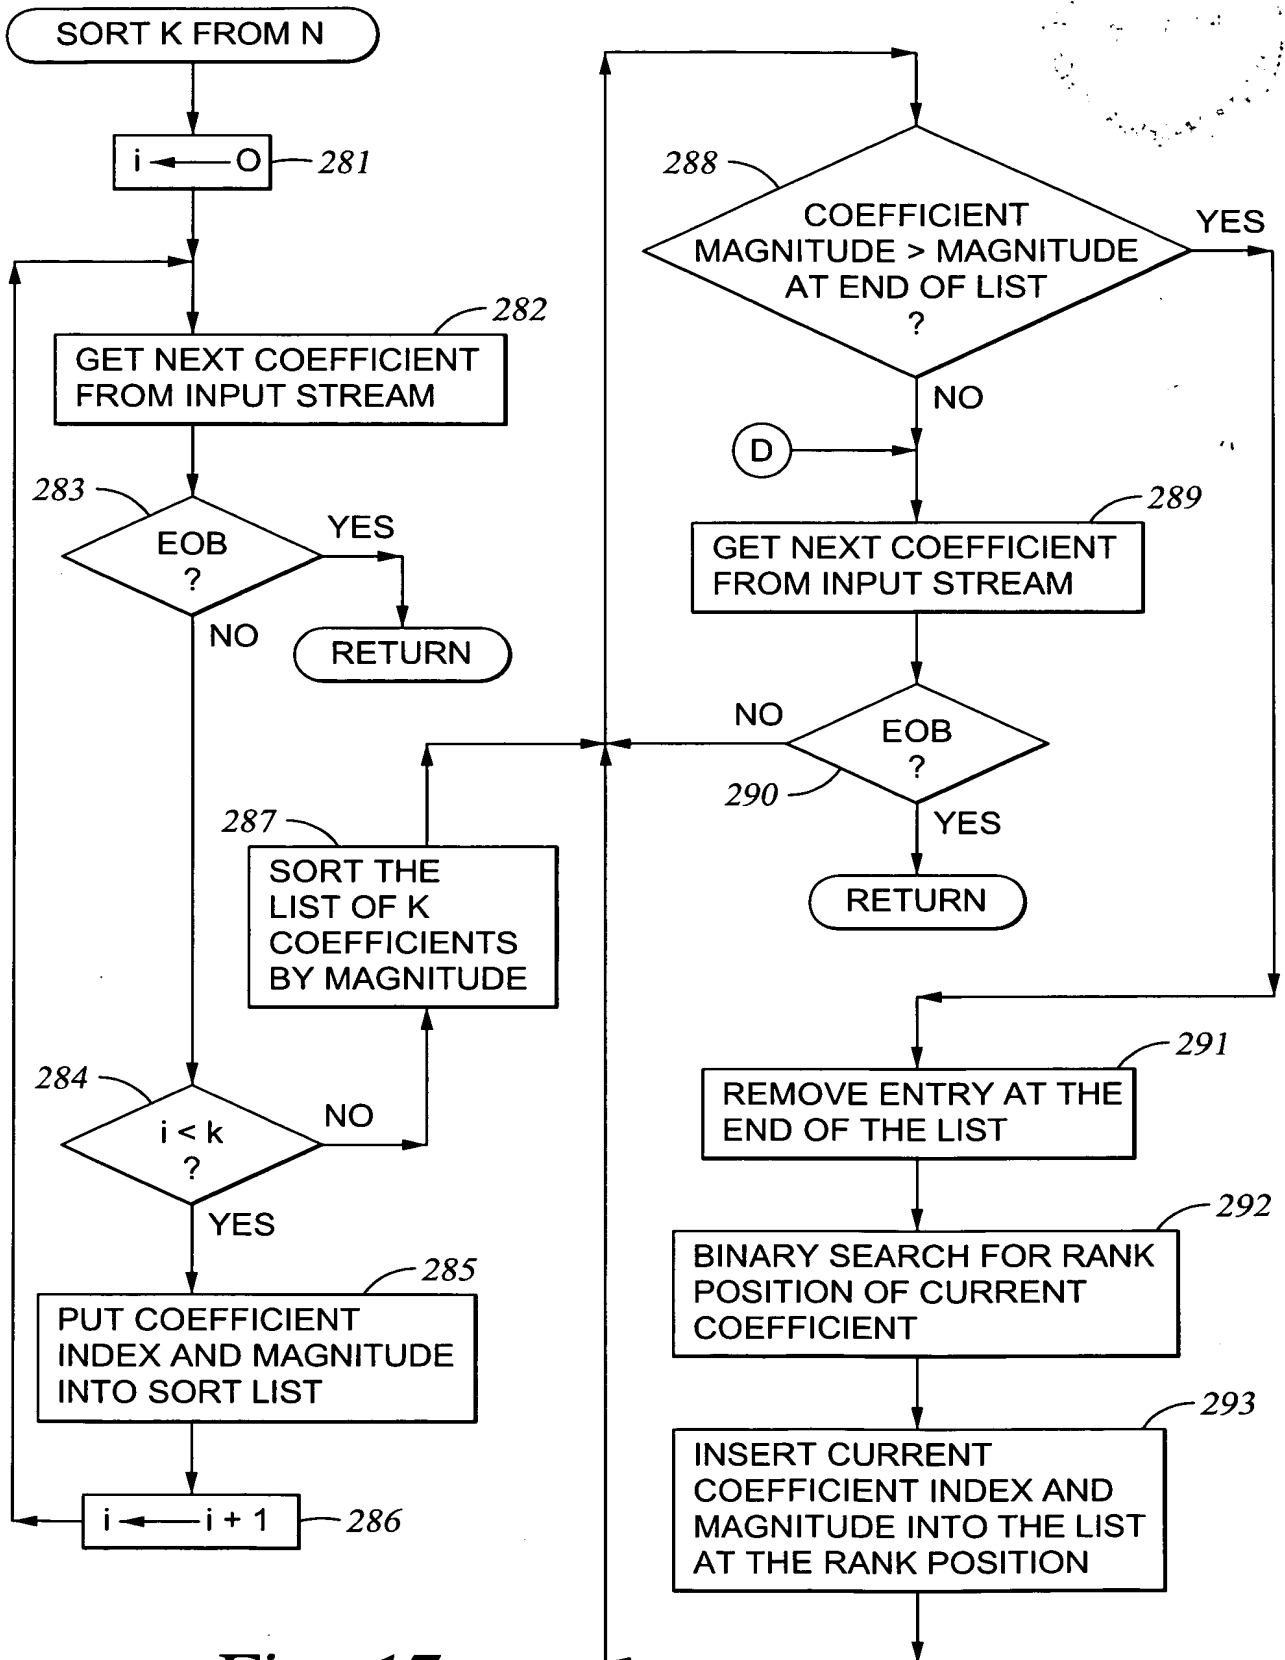 SORT K FROM N
i ← O
281
282
GET NEXT COEFFICIENT
FROM INPUT STREAM
283
EOB
?
YES
NO
RETURN
287
SORT THE
LIST OF K
COEFFICIENTS
BY MAGNITUDE
284
i < k
?
NO
YES
285
PUT COEFFICIENT
INDEX AND MAGNITUDE
INTO SORT LIST
i ← i + 1
286
288
COEFFICIENT
MAGNITUDE > MAGNITUDE
AT END OF LIST
?
YES
NO
D
289
GET NEXT COEFFICIENT
FROM INPUT STREAM
NO
EOB
?
290
YES
RETURN
291
REMOVE ENTRY AT THE
END OF THE LIST
292
BINARY SEARCH FOR RANK
POSITION OF CURRENT
COEFFICIENT
293
INSERT CURRENT
COEFFICIENT INDEX AND
MAGNITUDE INTO THE LIST
AT THE RANK POSITION